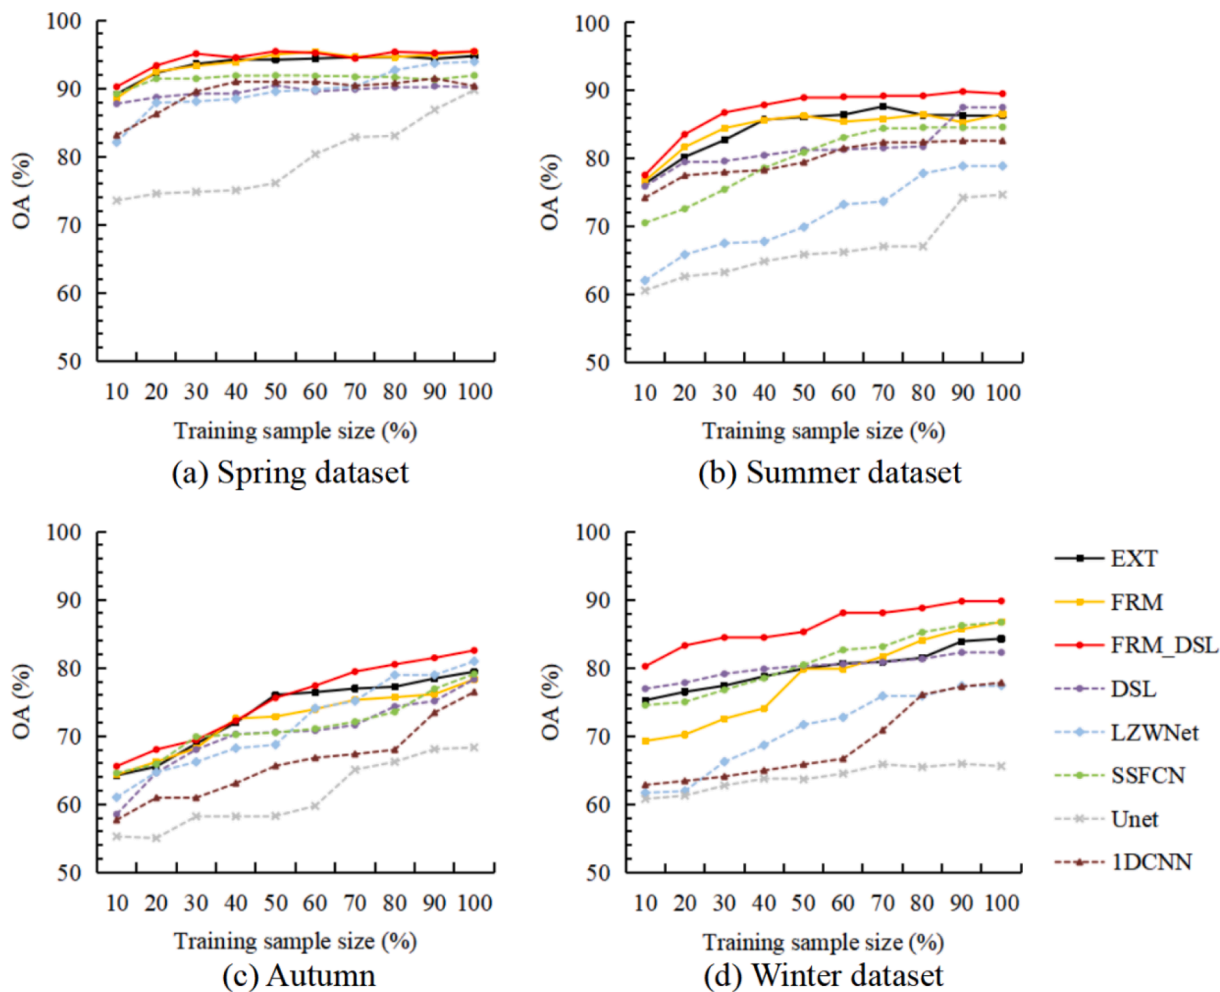 100
90
80
70
60
50
OA (%)
10 20 30 40 50 60 70 80 90 100
Training sample size (%)
(a) Spring dataset
100
90
80
70
60
50
OA (%)
10 20 30 40 50 60 70 80 90 100
Training sample size (%)
(b) Summer dataset
100
90
80
70
60
50
OA (%)
10 20 30 40 50 60 70 80 90 100
Training sample size (%)
(c) Autumn
100
90
80
70
60
50
OA (%)
10 20 30 40 50 60 70 80 90 100
Training sample size (%)
(d) Winter dataset
EXT
FRM
FRM_DSL
DSL
LZWNet
SSFCN
Unet
1DCNN